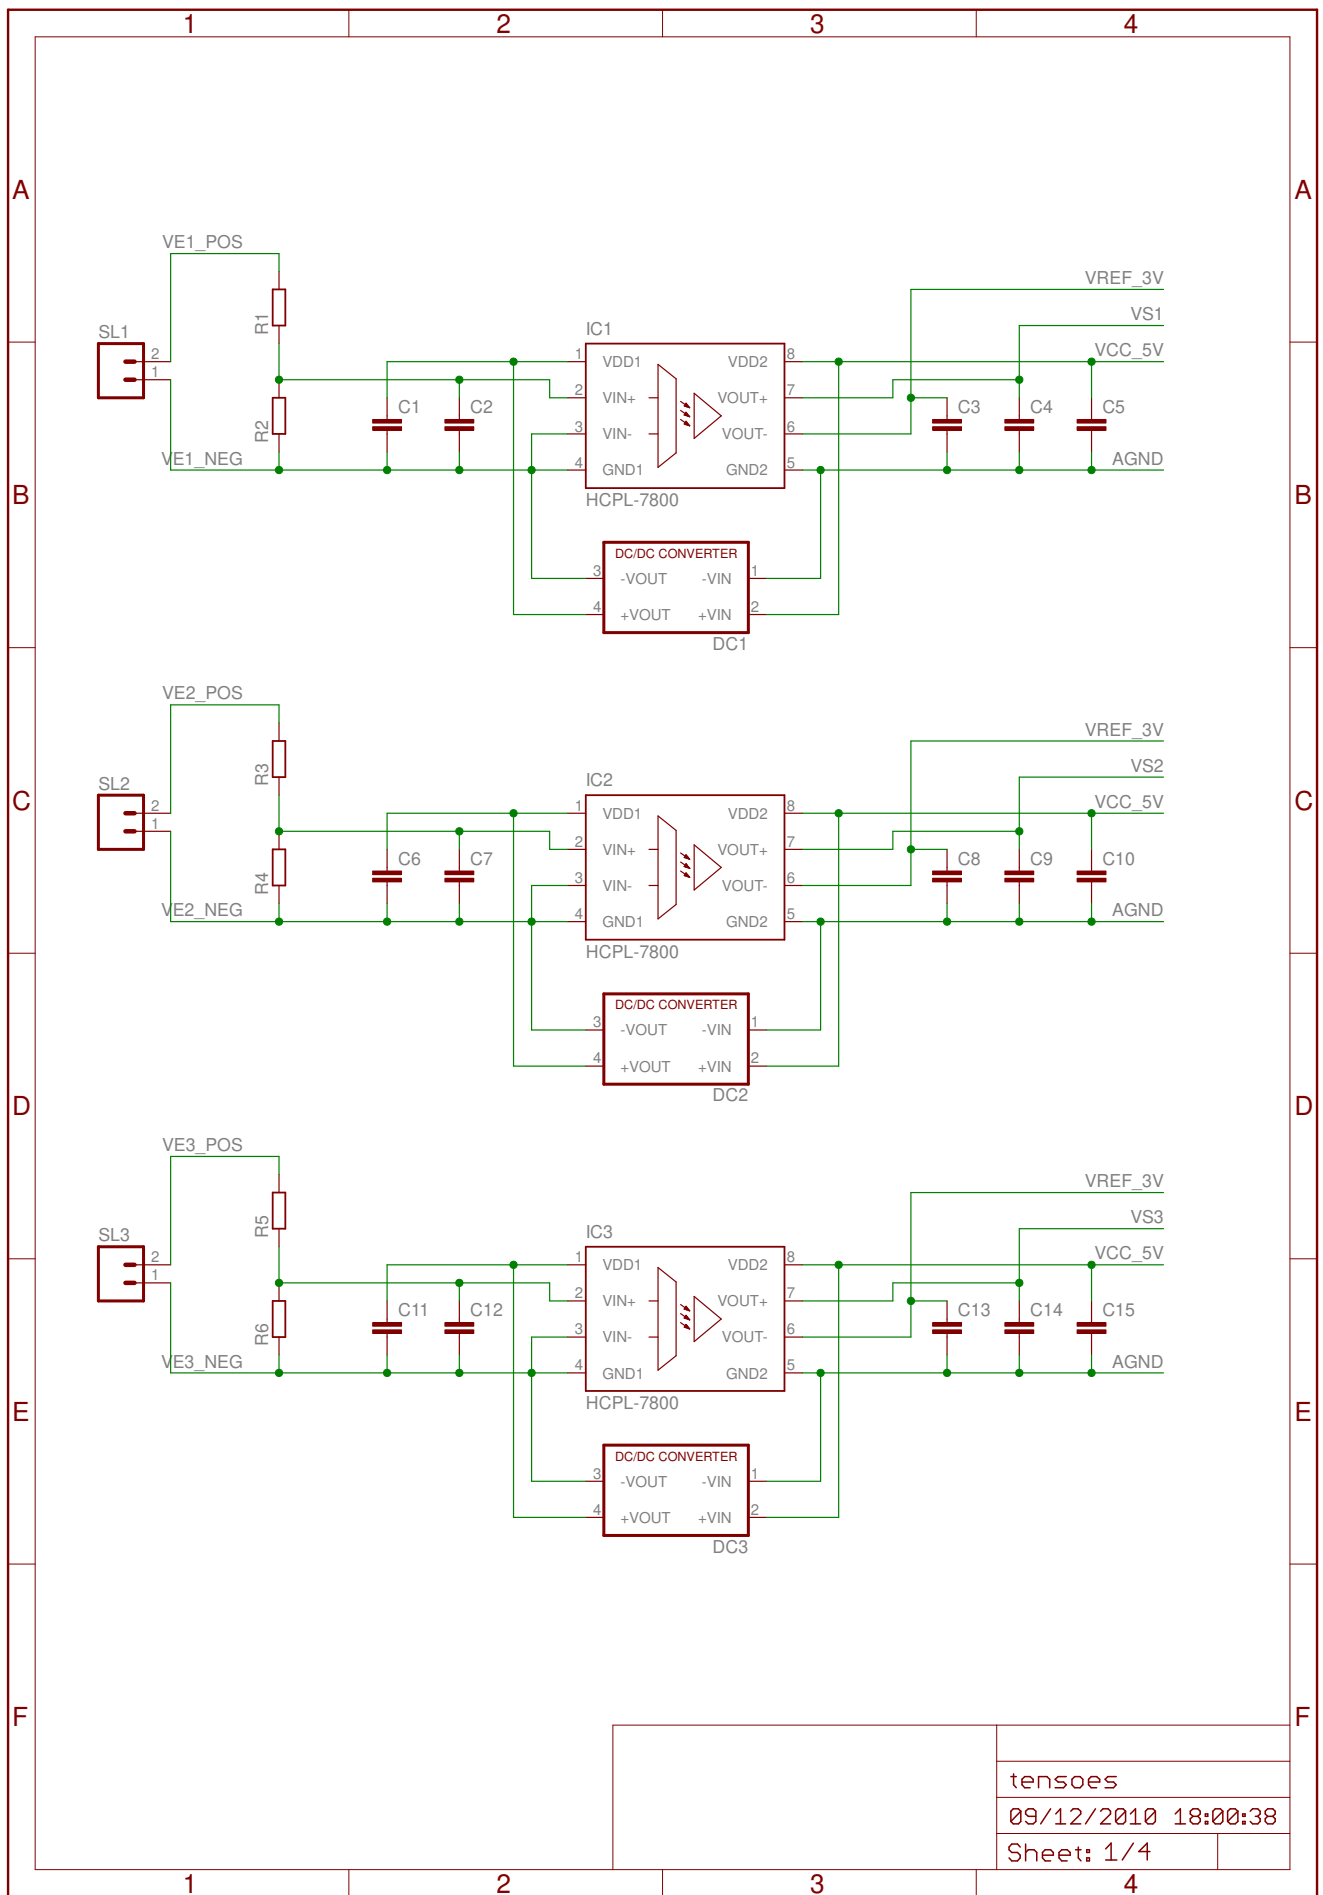 1 2 3 4
A A
VE1_POS
VREF_3V
R1
VS1
SL1
IC1
2 1 VDD1 VDD2 8 VCC_5V
1
2 VIN+ VOUT+ 7
R2 C1 C2 C3 C4 C5
3 VIN- VOUT- 6
VE1_NEG 4 GND1 GND2 5 AGND
B B
HCPL-7800
DC/DC CONVERTER
3 -VOUT -VIN 1
4 +VOUT +VIN 2
DC1
VE2_POS
VREF_3V
R3
VS2
SL2
IC2
C C
2 1 VDD1 VDD2 8 VCC_5V
1
2 VIN+ VOUT+ 7
R4 C6 C7 C8 C9 C10
3 VIN- VOUT- 6
VE2_NEG 4 GND1 GND2 5 AGND
HCPL-7800
DC/DC CONVERTER
3 -VOUT -VIN 1
4 +VOUT +VIN 2
DC2
D D
VE3_POS
VREF_3V
R5
VS3
SL3
IC3
2 1 VDD1 VDD2 8 VCC_5V
1
2 VIN+ VOUT+ 7
R6 C11 C12 C13 C14 C15
3 VIN- VOUT- 6
VE3_NEG 4 GND1 GND2 5 AGND
HCPL-7800
E E
DC/DC CONVERTER
3 -VOUT -VIN 1
4 +VOUT +VIN 2
DC3
F F
tensoes
09/12/2010 18:00:38
Sheet: 1/4
1 2 3 4